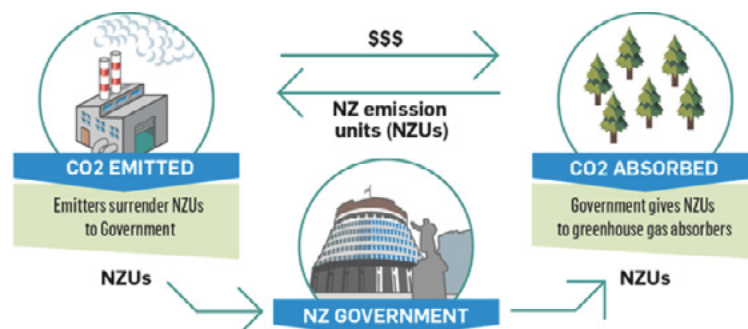 $$$
NZ emission
units (NZUs)
CO2 EMITTED
CO2 ABSORBED
Emitters surrender NZUs
to Government
Government gives NZUs
to greenhouse gas absorbers
NZUs
NZUs
NZ GOVERNMENT